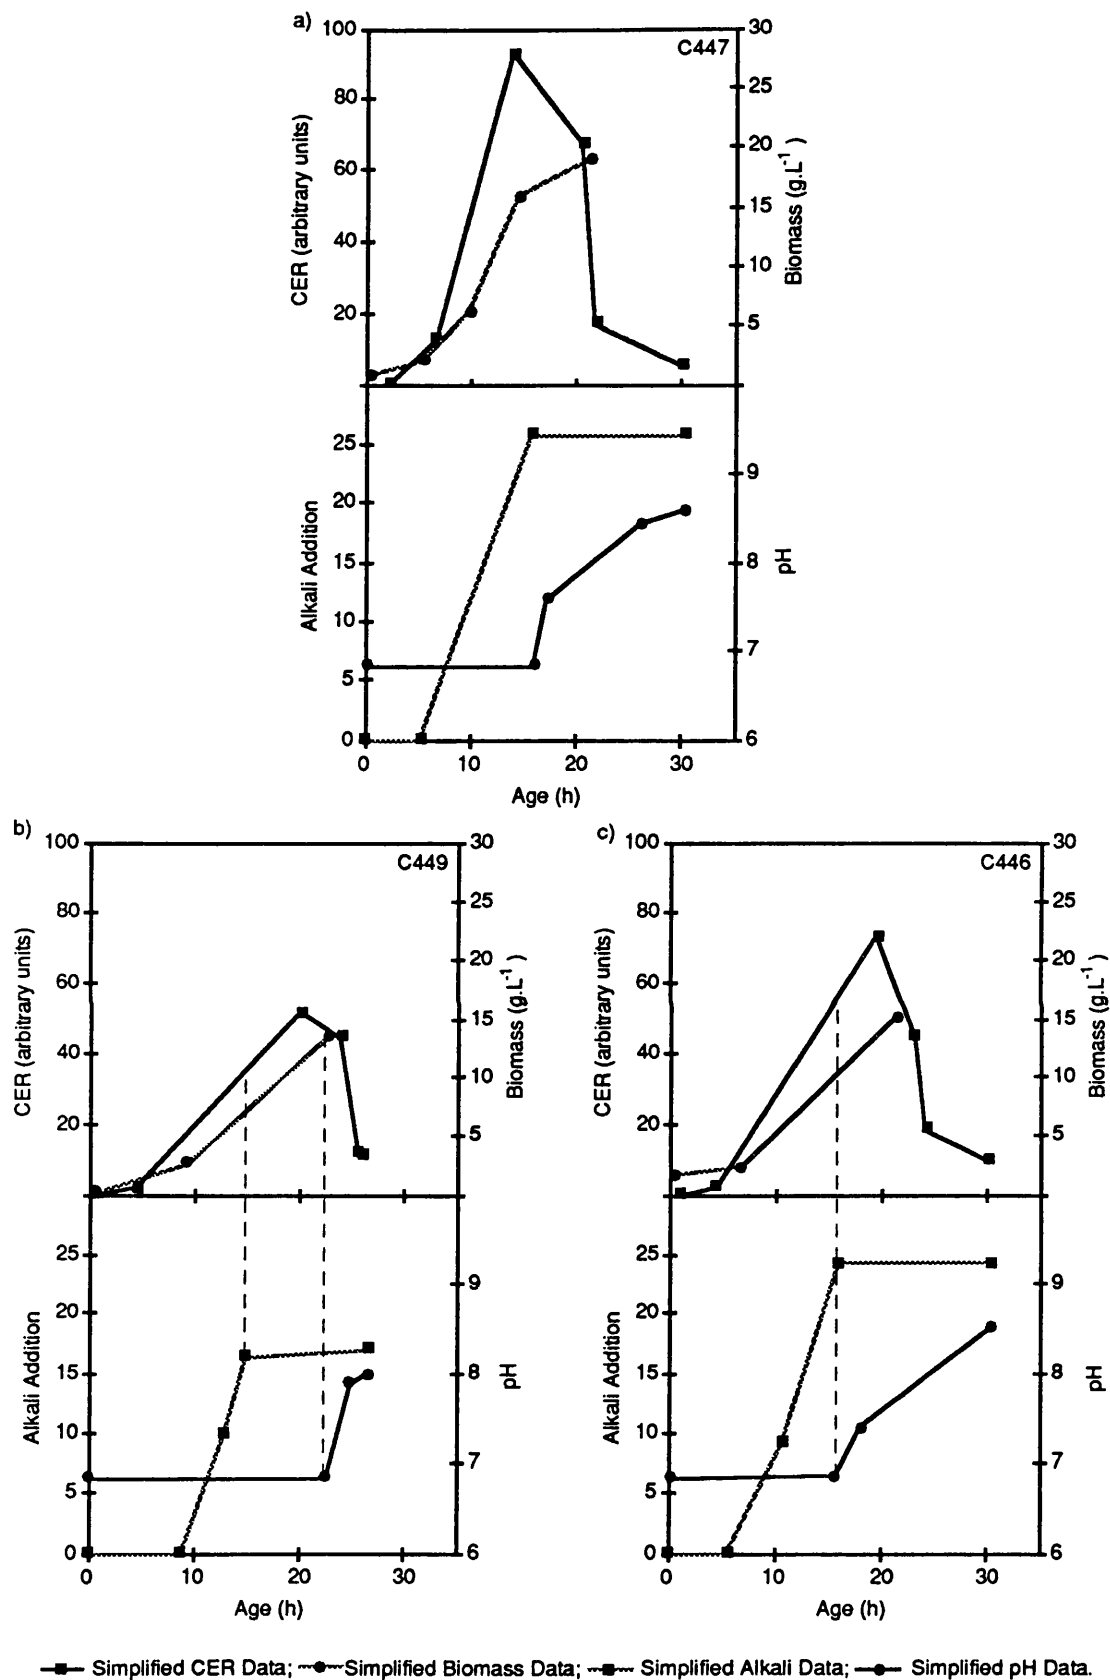 a)
C447
100
80
60
40
20
CER (arbitrary units)
30
25
20
15
10
5
Biomass (g.L⁻¹)
25
20
15
10
5
0
Alkali Addition
9
8
7
6
pH
0 10 20 30
Age (h)
b)
C449
100
80
60
40
20
CER (arbitrary units)
30
25
20
15
10
5
Biomass (g.L⁻¹)
25
20
15
10
5
0
Alkali Addition
9
8
7
6
pH
0 10 20 30
Age (h)
c)
C446
100
80
60
40
20
CER (arbitrary units)
30
25
20
15
10
5
Biomass (g.L⁻¹)
25
20
15
10
5
0
Alkali Addition
9
8
7
6
pH
0 10 20 30
Age (h)
Simplified CER Data; Simplified Biomass Data; Simplified Alkali Data; Simplified pH Data.